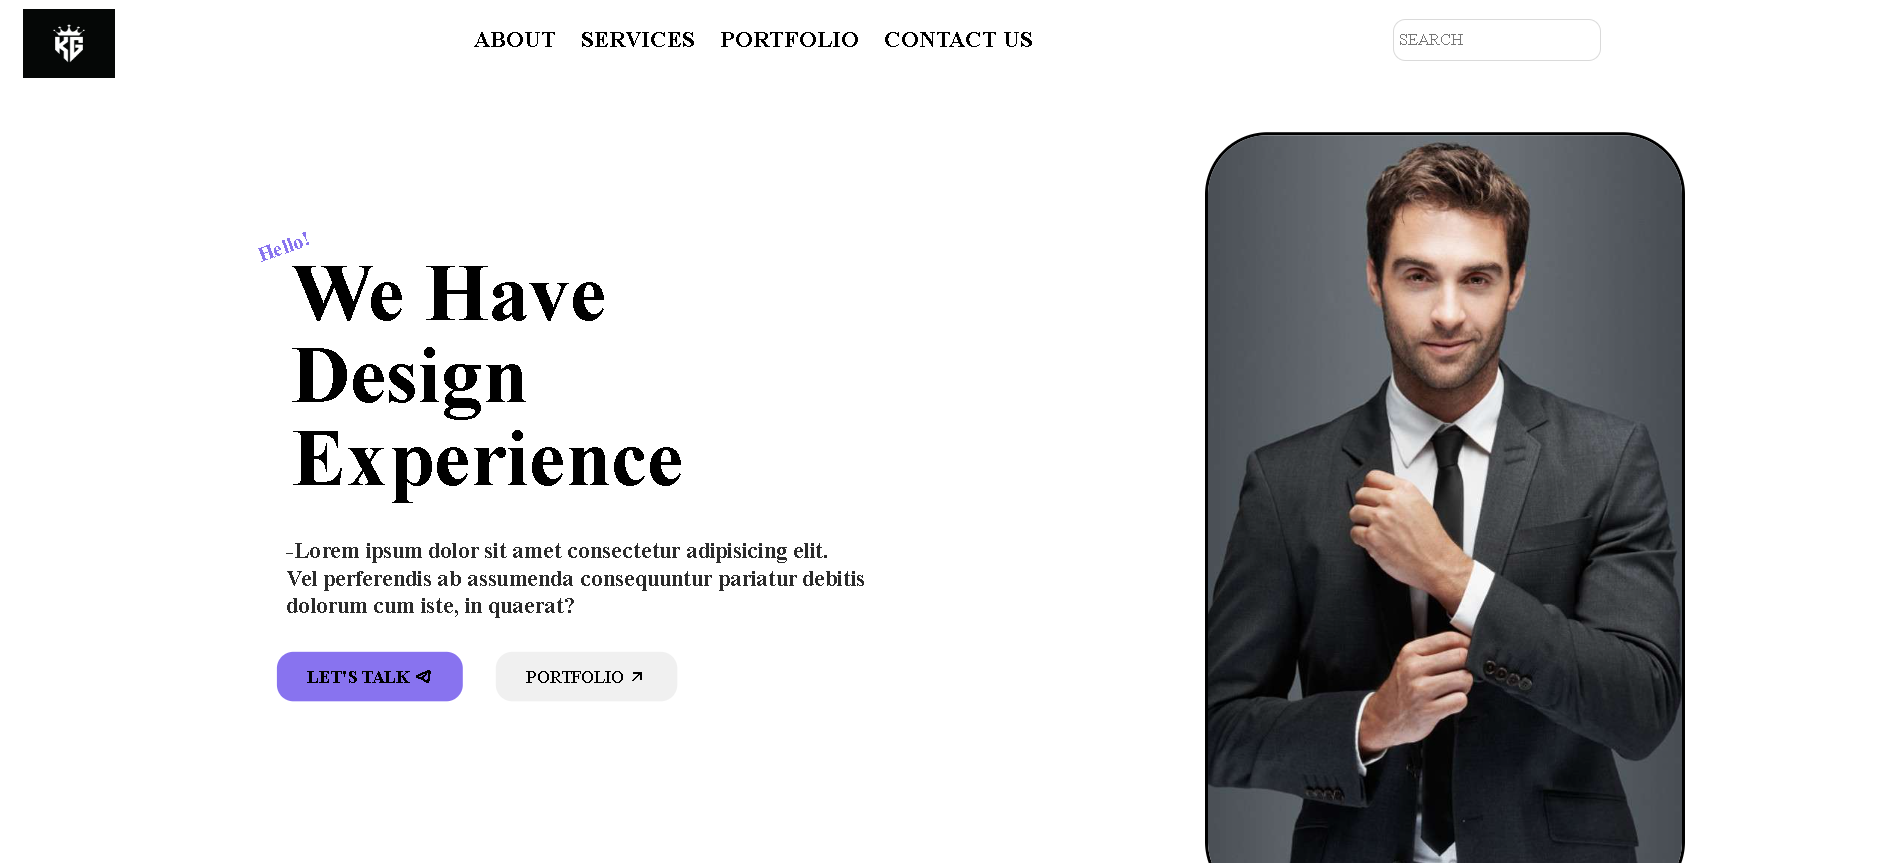 KG
ABOUT SERVICES PORTFOLIO CONTACT US
SEARCH
Hello!
We Have
Design
Experience
-Lorem ipsum dolor sit amet consectetur adipisicing elit.
Vel perferendis ab assumenda consequuntur pariatur debitis
dolorum cum iste, in quaerat?
LET'S TALK
PORTFOLIO